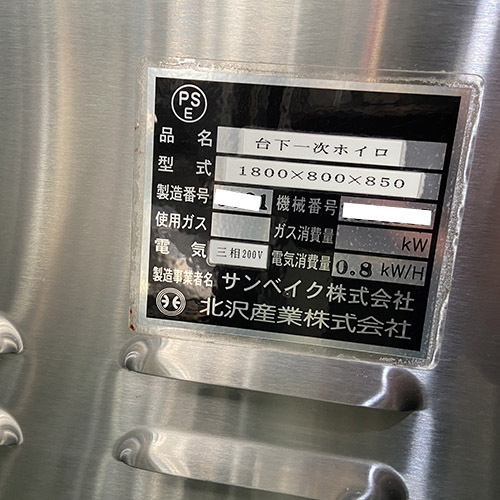 PS
E
品名 台下一次ホイロ
型式 1800×800×850
製造番号 機械番号
使用ガス ガス消費量 kW
電気 三相200V 電気消費量 0.8 kW/H
製造事業者名 サンベイク株式会社
北沢産業株式会社